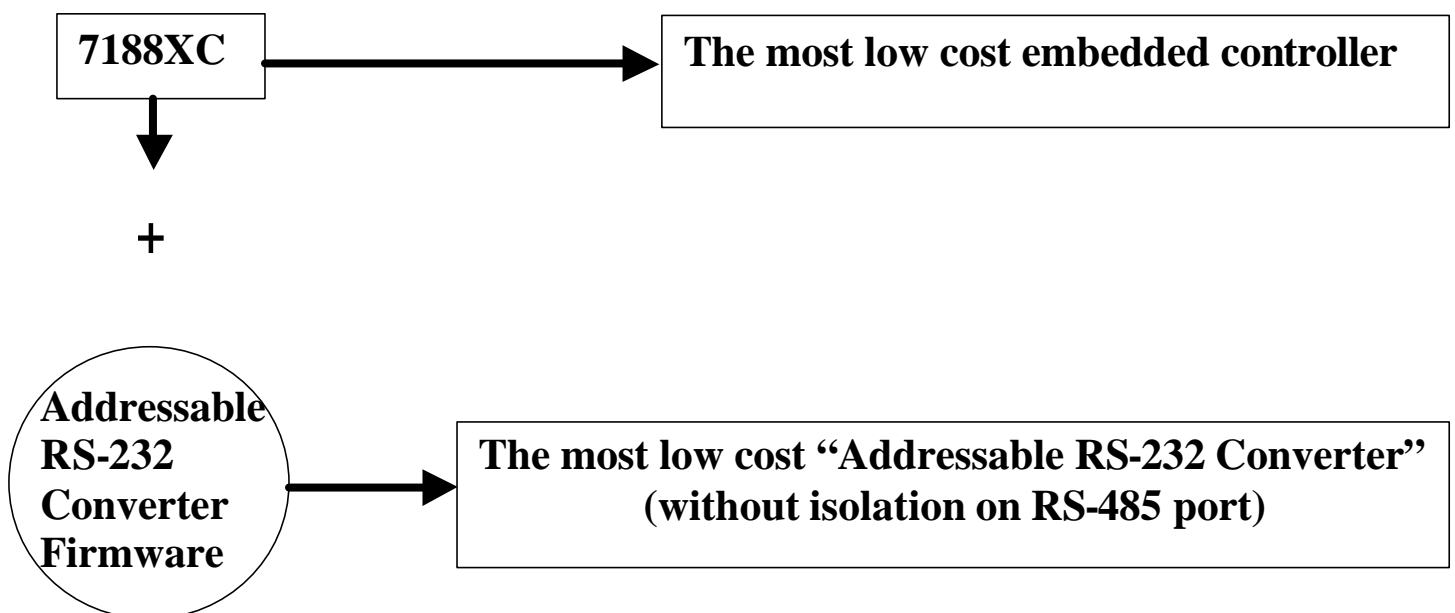 7188XC
The most low cost embedded controller
+
Addressable
RS-232
Converter
Firmware
The most low cost “Addressable RS-232 Converter”
(without isolation on RS-485 port)